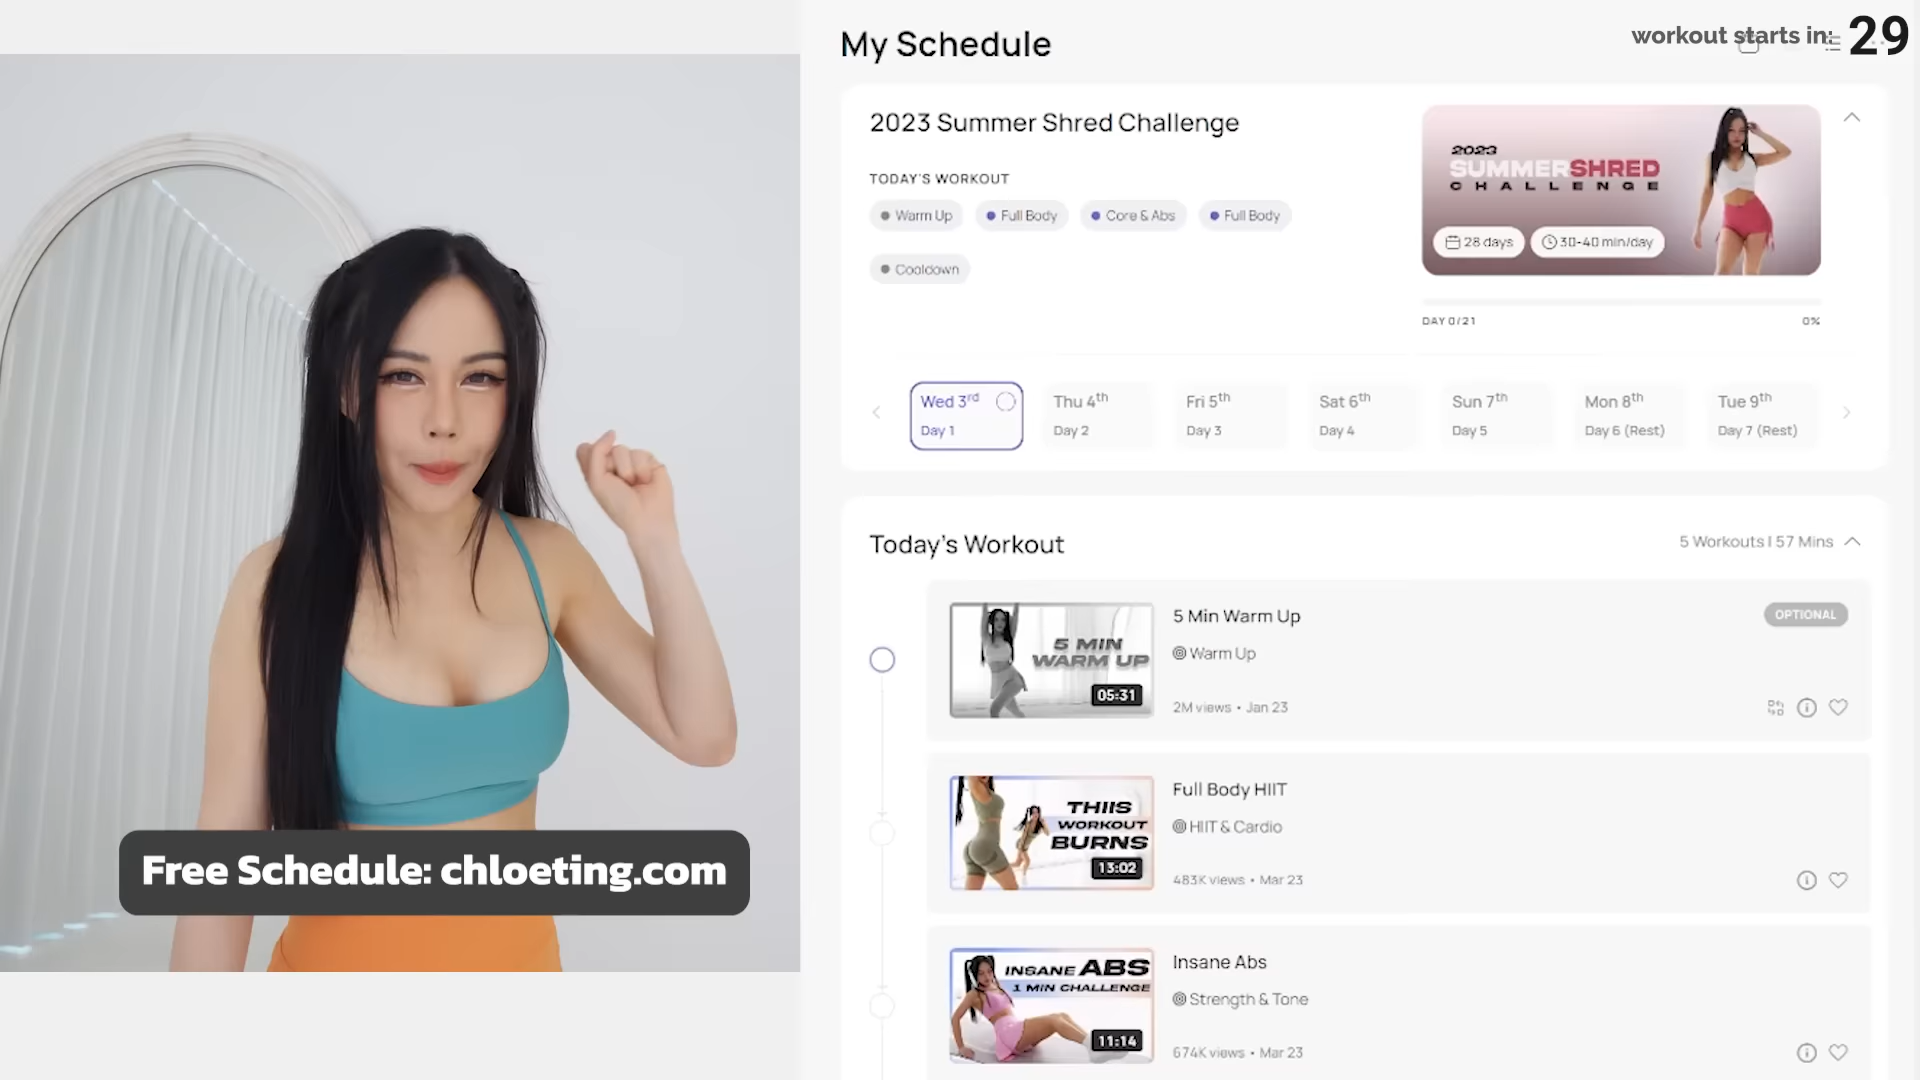 My Schedule
workout starts in: 29
2023 Summer Shred Challenge
TODAY'S WORKOUT
Warm Up
Full Body
Core & Abs
Full Body
Cooldown
2023
SUMMERSHRED
CHALLENGE
28 days
30-40 min/day
DAY 0/21
0%
Wed 3rd
Day 1
Thu 4th
Day 2
Fri 5th
Day 3
Sat 6th
Day 4
Sun 7th
Day 5
Mon 8th
Day 6 (Rest)
Tue 9th
Day 7 (Rest)
Today's Workout
5 Workouts | 57 Mins
5 MIN
WARM UP
05:31
5 Min Warm Up
OPTIONAL
Warm Up
2M views • Jan 23
THIIS
WORKOUT
BURNS
13:02
Full Body HIIT
HIIT & Cardio
483K views • Mar 23
INSANE ABS
1 MIN CHALLENGE
11:14
Insane Abs
Strength & Tone
674K views • Mar 23
Free Schedule: chloeting.com